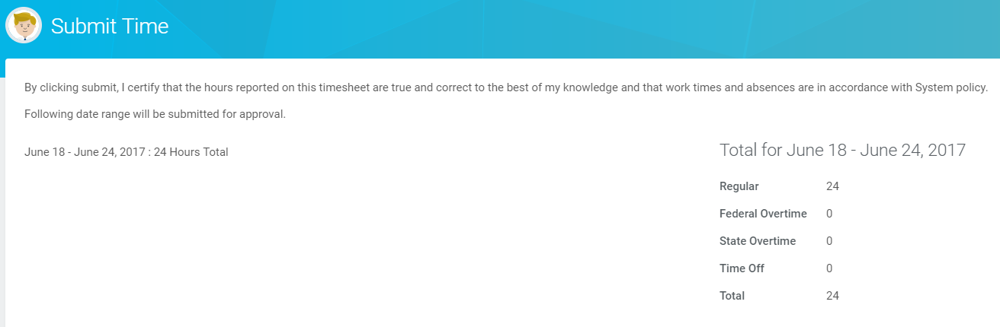 Submit Time
By clicking submit, I certify that the hours reported on this timesheet are true and correct to the best of my knowledge and that work times and absences are in accordance with System policy.
Following date range will be submitted for approval.
June 18 - June 24, 2017 : 24 Hours Total
Total for June 18 - June 24, 2017
Regular 24
Federal Overtime 0
State Overtime 0
Time Off 0
Total 24